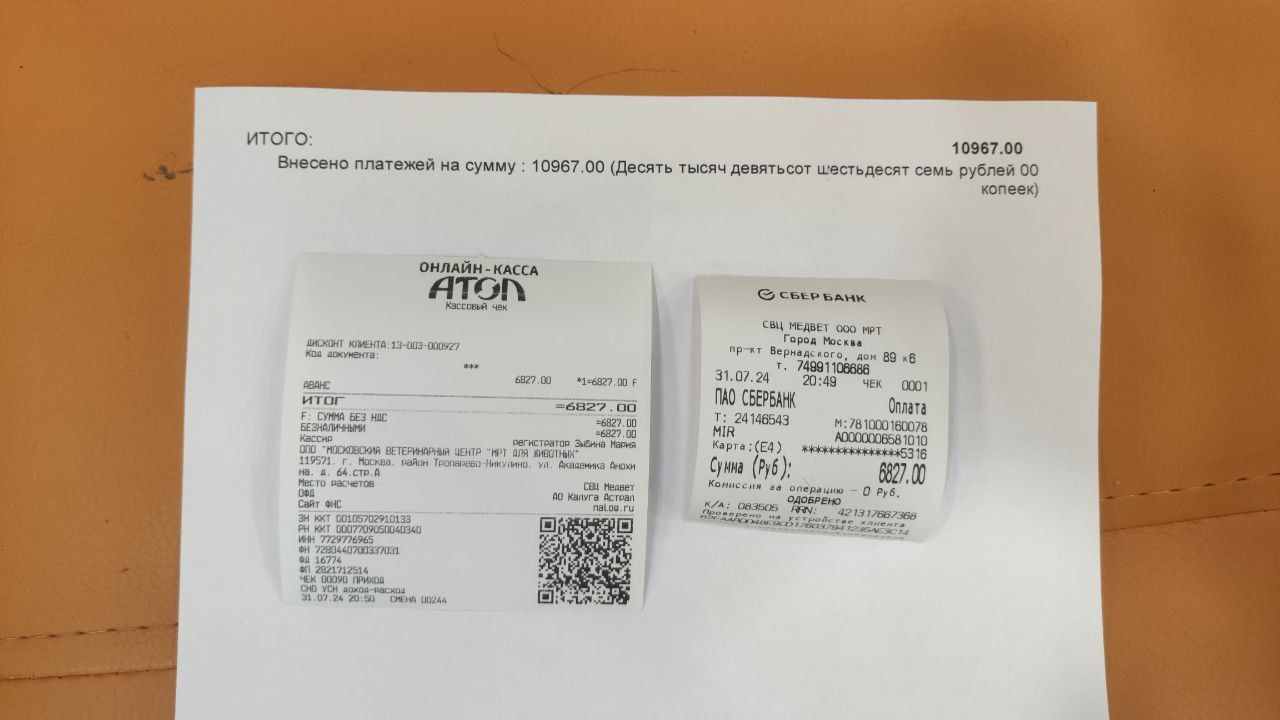 ИТОГО:
10967.00
Внесено платежей на сумму : 10967.00 (Десять тысяч девятьсот шестьдесят семь рублей 00
копеек)
ОНЛАЙН-КАССА
АТОЛ
Кассовый чек
ДИСКОНТ КЛИЕНТА:13-003-000927
Код документа:
***
6827.00 *1=6827.00 F
АВАНС
ИТОГ =6827.00
F: СУММА БЕЗ НДС =6827.00
БЕЗНАЛИЧНЫМИ =6827.00
Кассир регистратор Зыбина Мария
ООО "МОСКОВСКИЙ ВЕТЕРИНАРНЫЙ ЦЕНТР "МРТ ДЛЯ ЖИВОТНЫХ"
119571, г. Москва, район Тропарево-Никулино, ул. Академика Анохи
на, д. 64,стр.А
Место расчетов СВЦ Медвет
ОФД АО Калуга Астрал
Сайт ФНС nalog.ru
ЗН ККТ 00105702910133
РН ККТ 0007709050040340
ИНН 7729776965
ФН 7280440700337031
ФД 16774
ФП 2821712514
ЧЕК 00090 ПРИХОД
СНО УСН доход-расход
31.07.24 20:50 СМЕНА 00244
СБЕР БАНК
СВЦ МЕДВЕТ ООО МРТ
Город Москва
пр-кт Вернадского, дом 89 к6
т. 74991106686
31.07.24 20:49 ЧЕК 0001
ПАО СБЕРБАНК Оплата
Т: 24146543 М:781000160078
MIR A0000006581010
Карта:(E4) ***************5316
Сумма (Руб): 6827.00
Комиссия за операцию - 0 Руб.
ОДОБРЕНО
К/А: 083505 RRN: 421317667368
Проверено на устройстве клиента